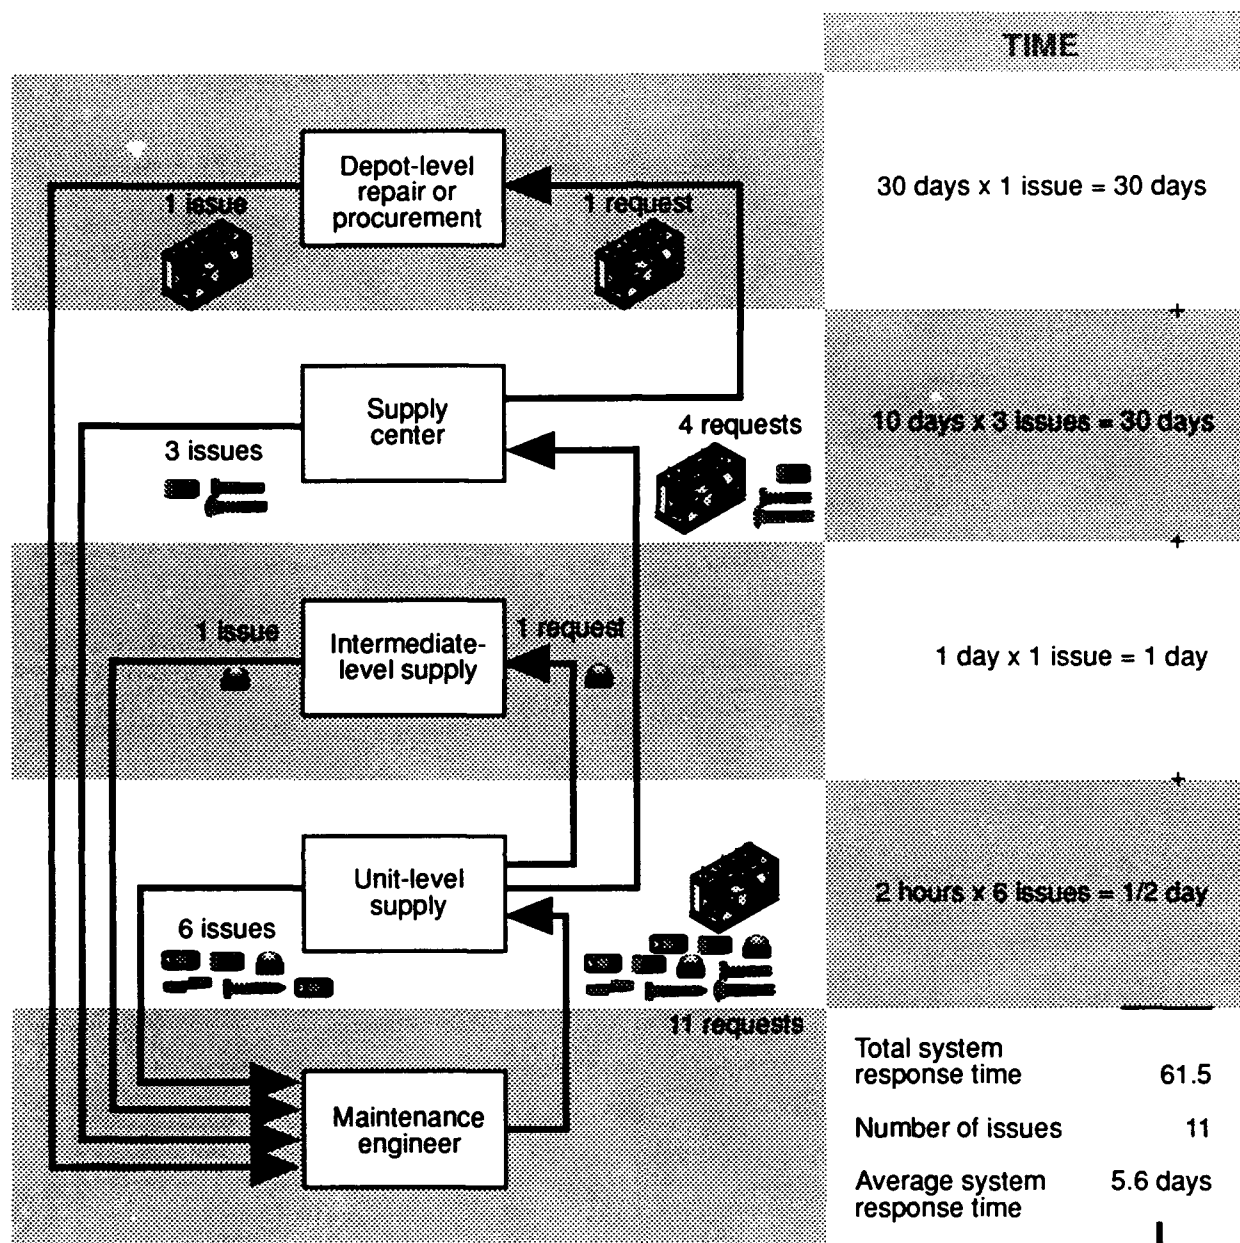 TIME
Depot-level
repair or
procurement
1 issue
1 request
30 days x 1 issue = 30 days
+
Supply
center
3 issues
4 requests
10 days x 3 issues = 30 days
+
Intermediate-
level supply
1 issue
1 request
1 day x 1 issue = 1 day
+
Unit-level
supply
6 issues
11 requests
2 hours x 6 issues = 1/2 day
Maintenance
engineer
Total system
response time 61.5
Number of issues 11
Average system 5.6 days
response time